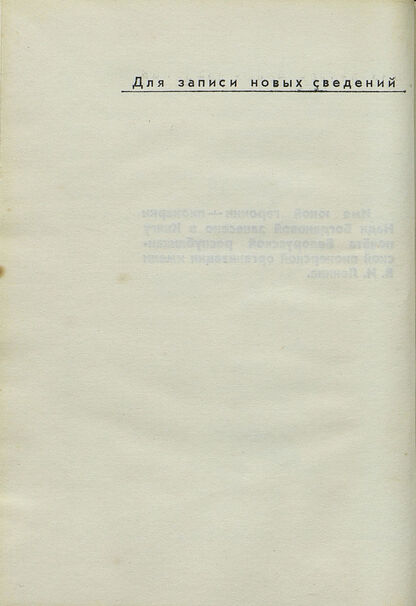 Для записи новых сведений
Имя юной героини — пионерки
Нади Богдановой занесено в Книгу
почёта Белорусской республикан-
ской пионерской организации имени
В. И. Ленина.